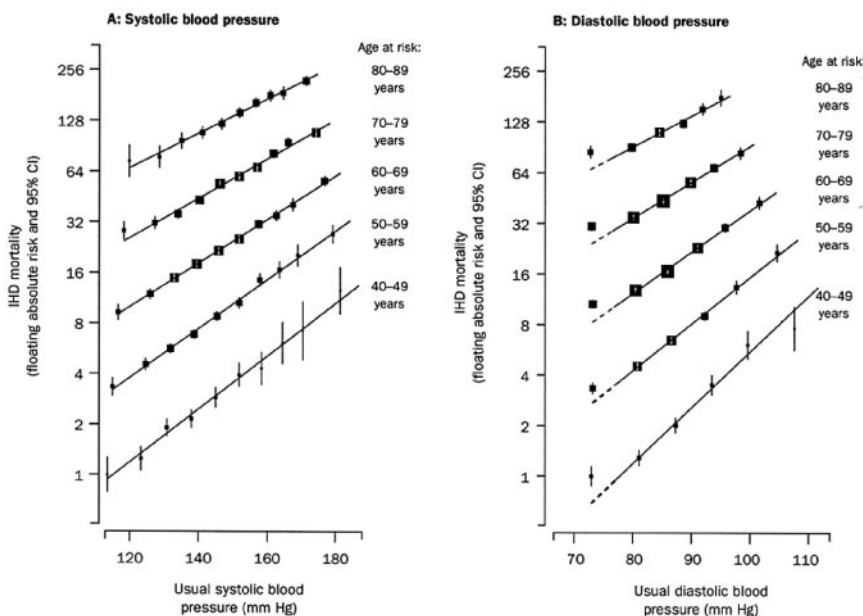 A: Systolic blood pressure
Age at risk:
80–89
years
70–79
years
60–69
years
50–59
years
40–49
years
256
128
64
32
16
8
4
2
1
IHD mortality
(floating absolute risk and 95% CI)
120
140
160
180
Usual systolic blood
pressure (mm Hg)
B: Diastolic blood pressure
Age at risk:
80–89
years
70–79
years
60–69
years
50–59
years
40–49
years
256
128
64
32
16
8
4
2
1
IHD mortality
(floating absolute risk and 95% CI)
70
80
90
100
110
Usual diastolic blood
pressure (mm Hg)